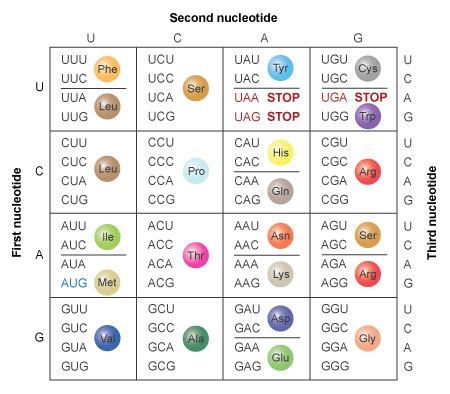 Second nucleotide
U C A G
First nucleotide
Third nucleotide
U
UUU UCU UAU UGU U
UUC Phe UCC UAC Tyr UGC Cys C
UUA UCA Ser UAA STOP UGA STOP A
UUG Leu UCG UAG STOP UGG Trp G
C
CUU CCU CAU CGU U
CUC CCC CAC His CGC C
CUA Leu CCA Pro CAA CGA Arg A
CUG CCG CAG Gln CGG G
A
AUU ACU AAU AGU U
AUC Ile ACC AAC Asn AGC Ser C
AUA ACA Thr AAA AGA A
AUG Met ACG AAG Lys AGG Arg G
G
GUU GCU GAU GGU U
GUC GCC GAC Asp GGC C
GUA Val GCA Ala GAA GGA Gly A
GUG GCG GAG Glu GGG G